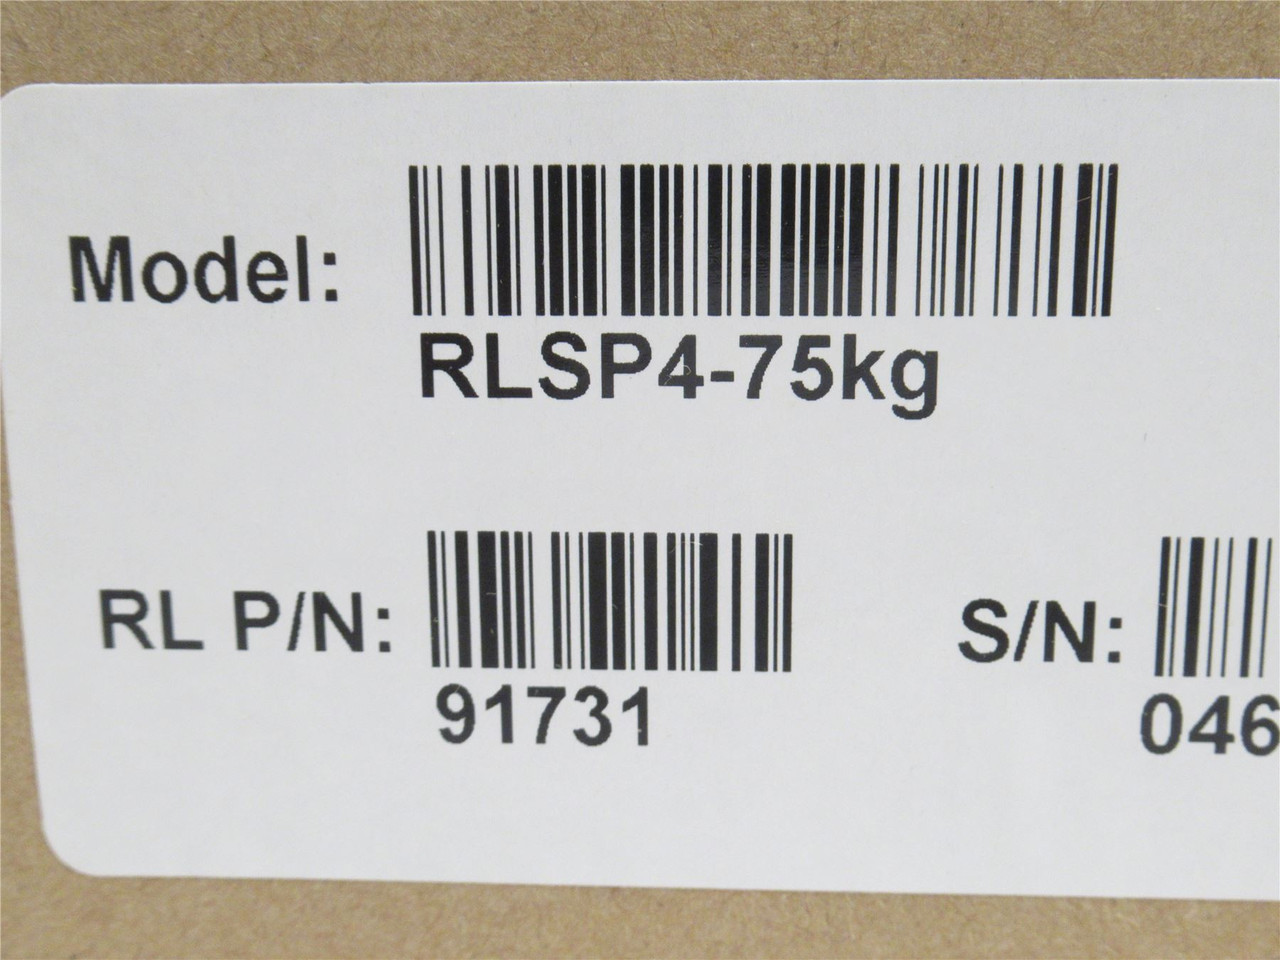 Model:
RLSP4-75kg
RL P/N:
91731
S/N:
046